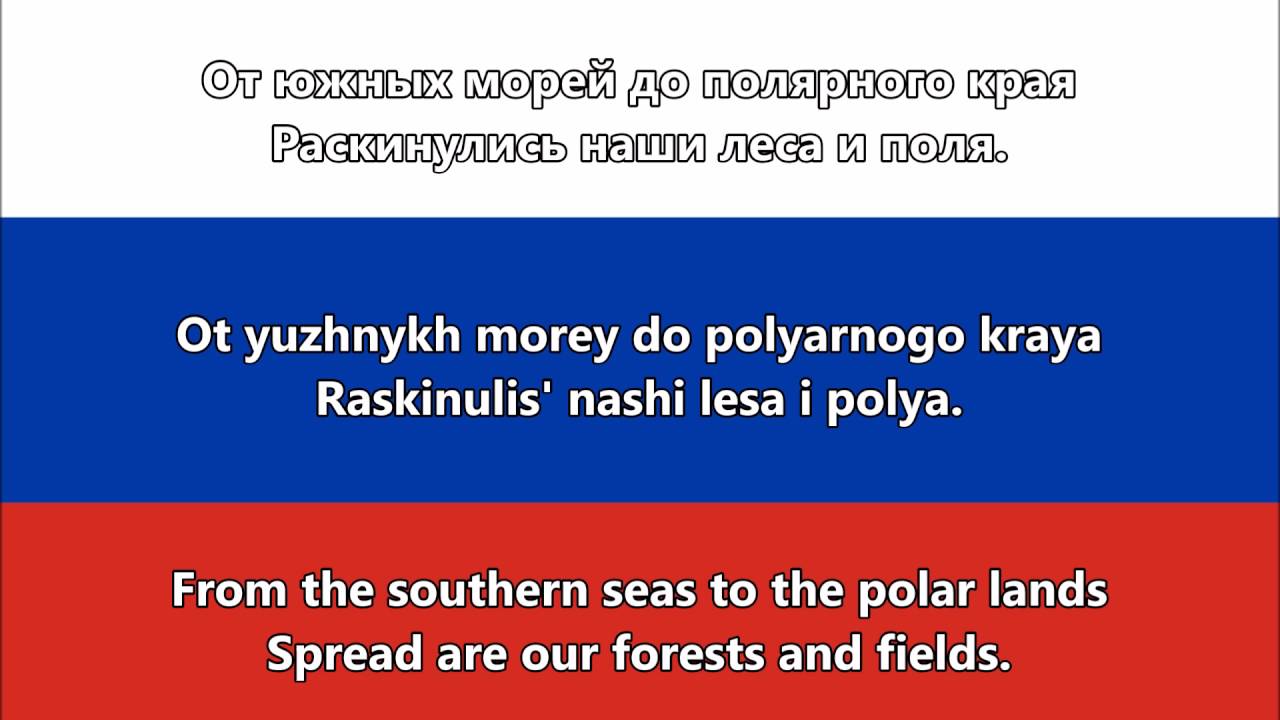 От южных морей до полярного края
Раскинулись наши леса и поля.
Ot yuzhnykh morey do polyarnogo kraya
Raskinulis' nashi lesa i polya.
From the southern seas to the polar lands
Spread are our forests and fields.